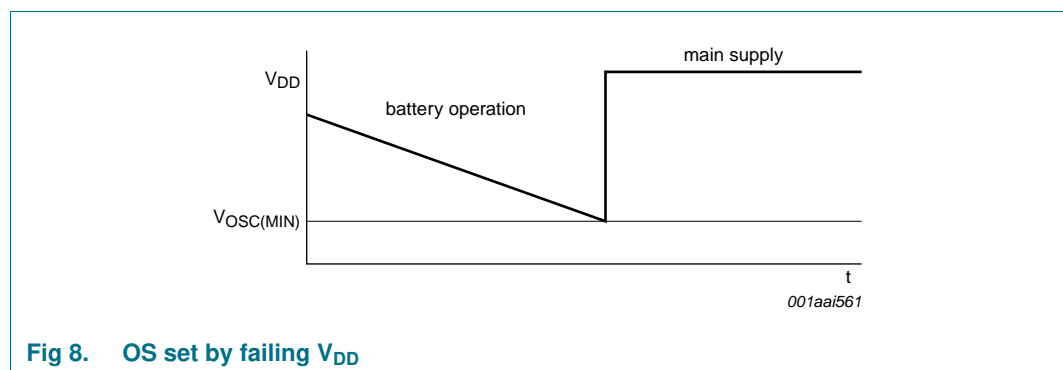 main supply
VDD
battery operation
VOSC(MIN)
t
001aai561
Fig 8. OS set by failing VDD